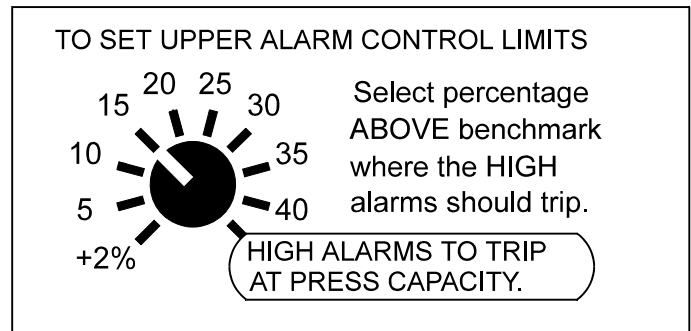 TO SET UPPER ALARM CONTROL LIMITS
20 25
15 30
10 35
5 40
+2%
Select percentage
ABOVE benchmark
where the HIGH
alarms should trip.
HIGH ALARMS TO TRIP
AT PRESS CAPACITY.